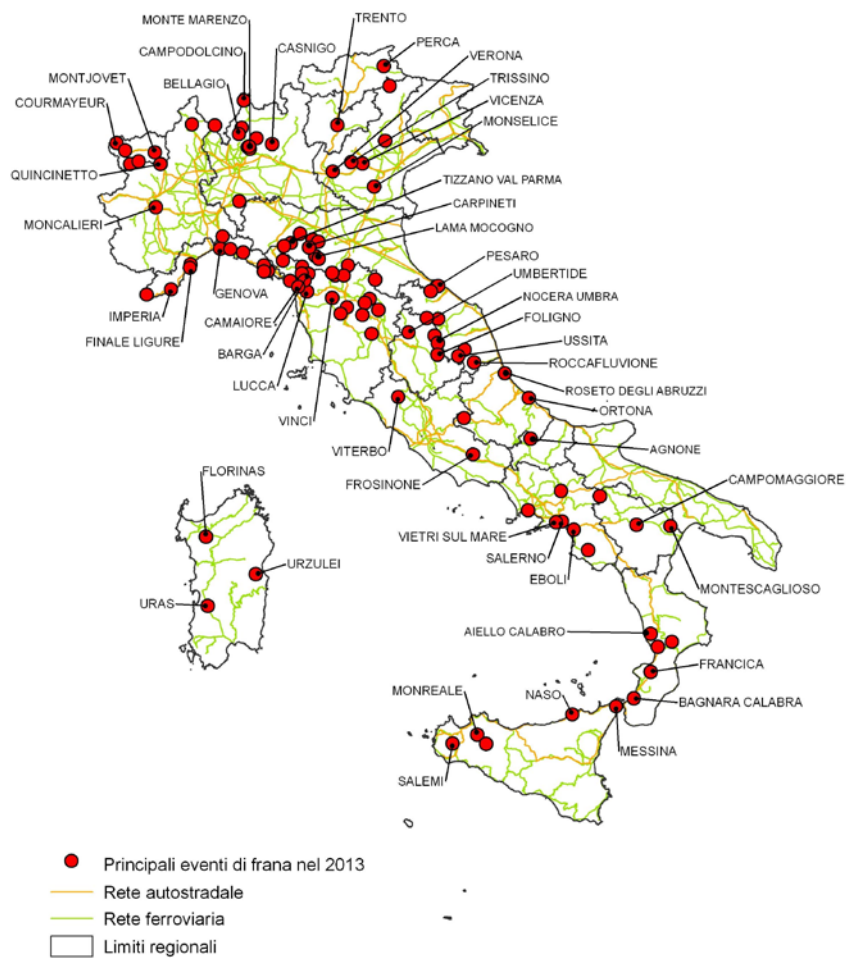 MONTE MARENZO
TRENTO
CAMPODOLCINO
CASNIGO
PERCA
VERONA
MONTJOVET
BELLAGIO
TRISSINO
COURMAYEUR
VICENZA
MONSELICE
QUINCINETTO
TIZZANO VAL PARMA
CARPINETI
MONCALIERI
LAMA MOCOGNO
PESARO
UMBERTIDE
GENOVA
NOCERA UMBRA
IMPERIA
CAMAIORE
FOLIGNO
FINALE LIGURE
USSITA
BARGA
ROCCAFLUVIONE
LUCCA
ROSETO DEGLI ABRUZZI
ORTONA
VINCI
VITERBO
AGNONE
FLORINAS
FROSINONE
CAMPOMAGGIORE
VIETRI SUL MARE
SALERNO
URZULEI
EBOLI
MONTESCAGLIOSO
URAS
AIELLO CALABRO
FRANCICA
MONREALE
NASO
BAGNARA CALABRA
MESSINA
SALEMI
Principali eventi di frana nel 2013
Rete autostradale
Rete ferroviaria
Limiti regionali